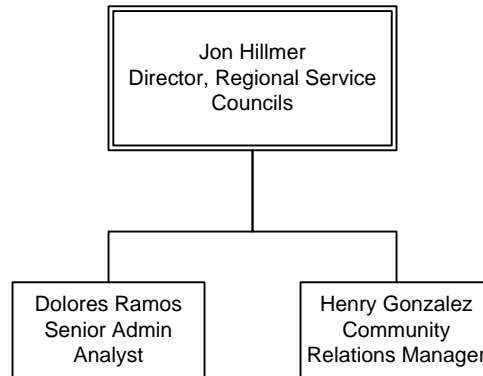 Jon Hillmer
Director, Regional Service
Councils
Dolores Ramos
Senior Admin
Analyst
Henry Gonzalez
Community
Relations Manager